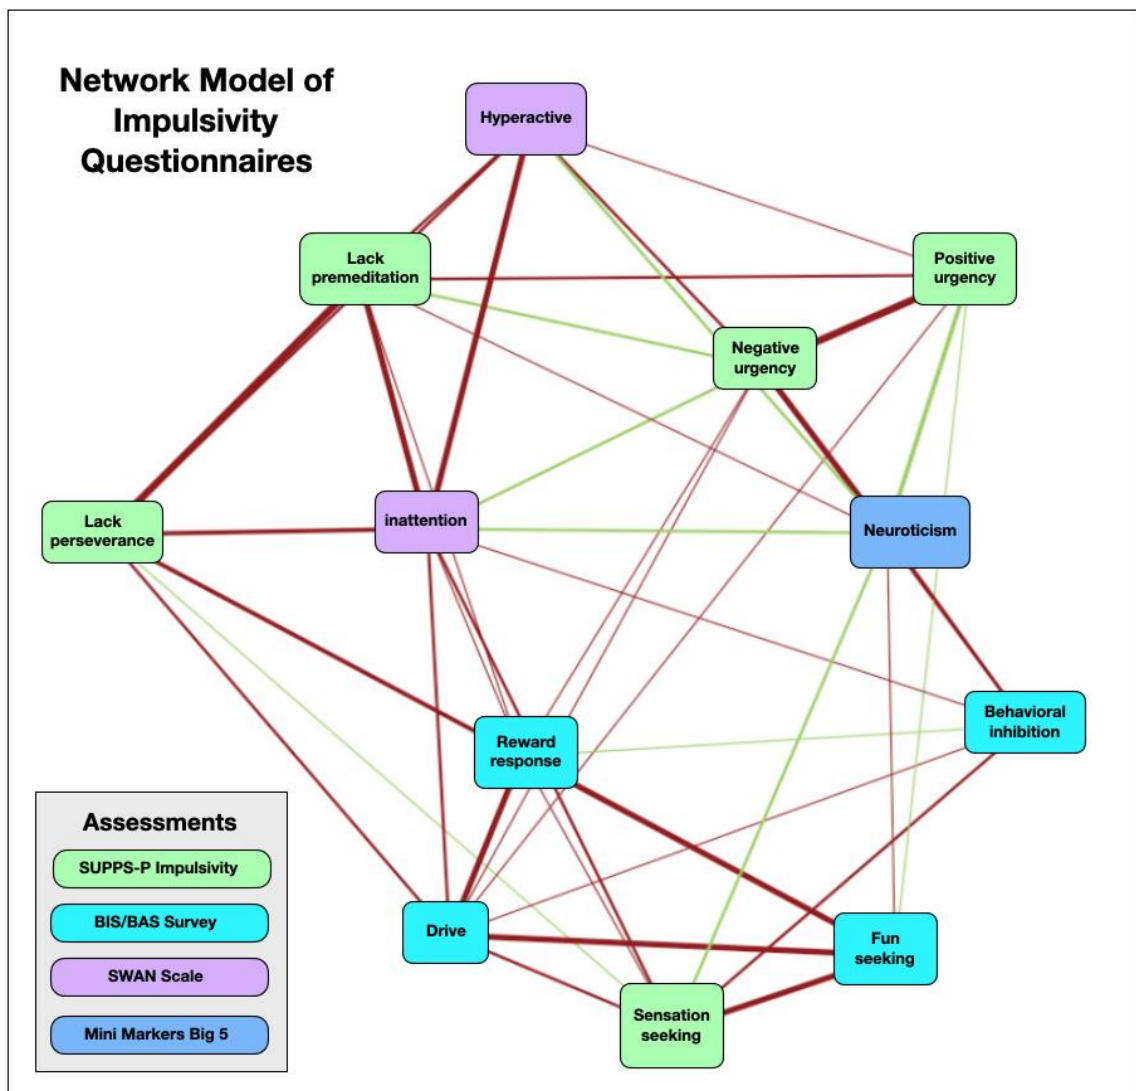 Network Model of
Impulsivity
Questionnaires
Hyperactive
Lack
premeditation
Positive
urgency
Negative
urgency
Lack
perseverance
inattention
Neuroticism
Behavioral
inhibition
Reward
response
Drive
Fun
seeking
Sensation
seeking
Assessments
SUPPS-P Impulsivity
BIS/BAS Survey
SWAN Scale
Mini Markers Big 5